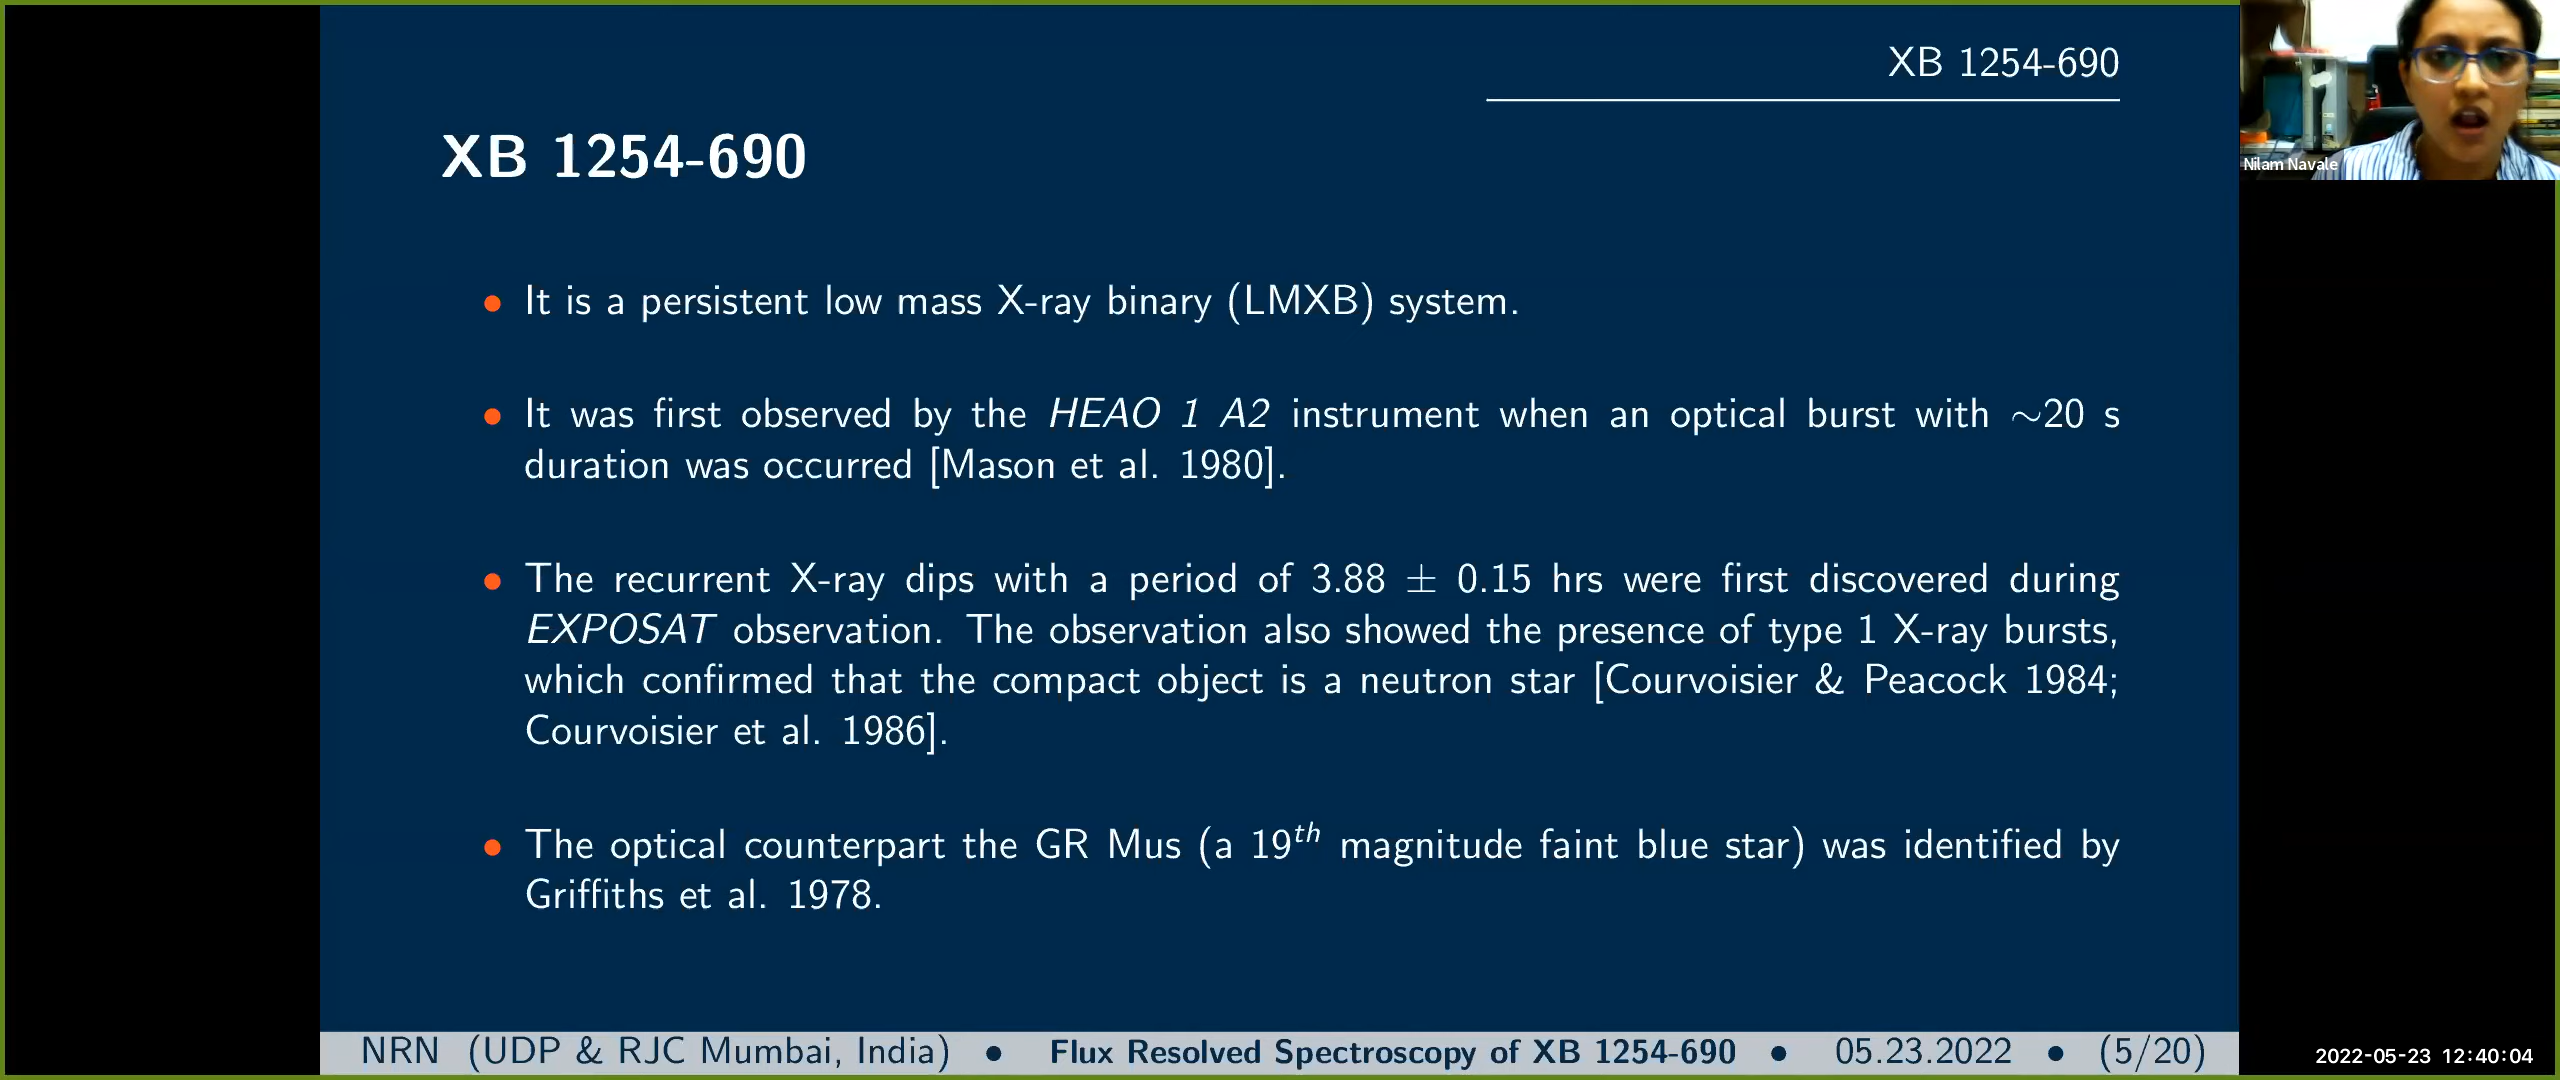 XB 1254-690
XB 1254-690
Nilam Navale
• It is a persistent low mass X-ray binary (LMXB) system.
• It was first observed by the HEAO 1 A2 instrument when an optical burst with ∼20 s
duration was occurred [Mason et al. 1980].
• The recurrent X-ray dips with a period of 3.88 ± 0.15 hrs were first discovered during
EXPOSAT observation. The observation also showed the presence of type 1 X-ray bursts,
which confirmed that the compact object is a neutron star [Courvoisier & Peacock 1984;
Courvoisier et al. 1986].
• The optical counterpart the GR Mus (a 19th magnitude faint blue star) was identified by
Griffiths et al. 1978.
NRN (UDP & RJC Mumbai, India) • Flux Resolved Spectroscopy of XB 1254-690 • 05.23.2022 • (5/20)
2022-05-23 12:40:04